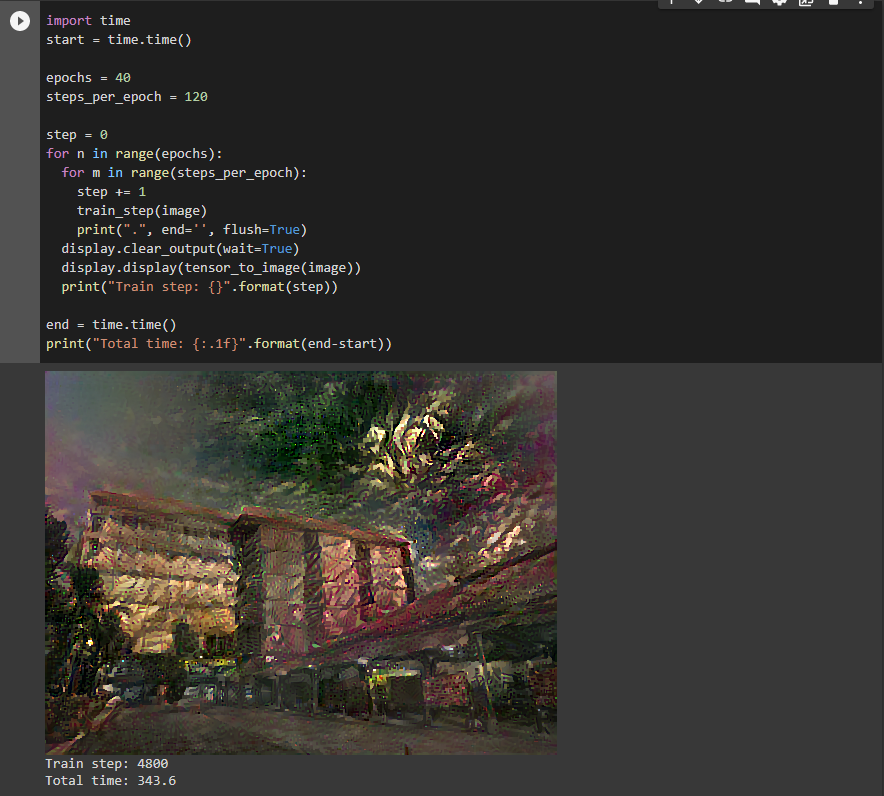 import time
start = time.time()

epochs = 40
steps_per_epoch = 120

step = 0
for n in range(epochs):
  for m in range(steps_per_epoch):
    step += 1
    train_step(image)
    print(".", end='', flush=True)
  display.clear_output(wait=True)
  display.display(tensor_to_image(image))
  print("Train step: {}".format(step))

end = time.time()
print("Total time: {:.1f}".format(end-start))
Train step: 4800
Total time: 343.6